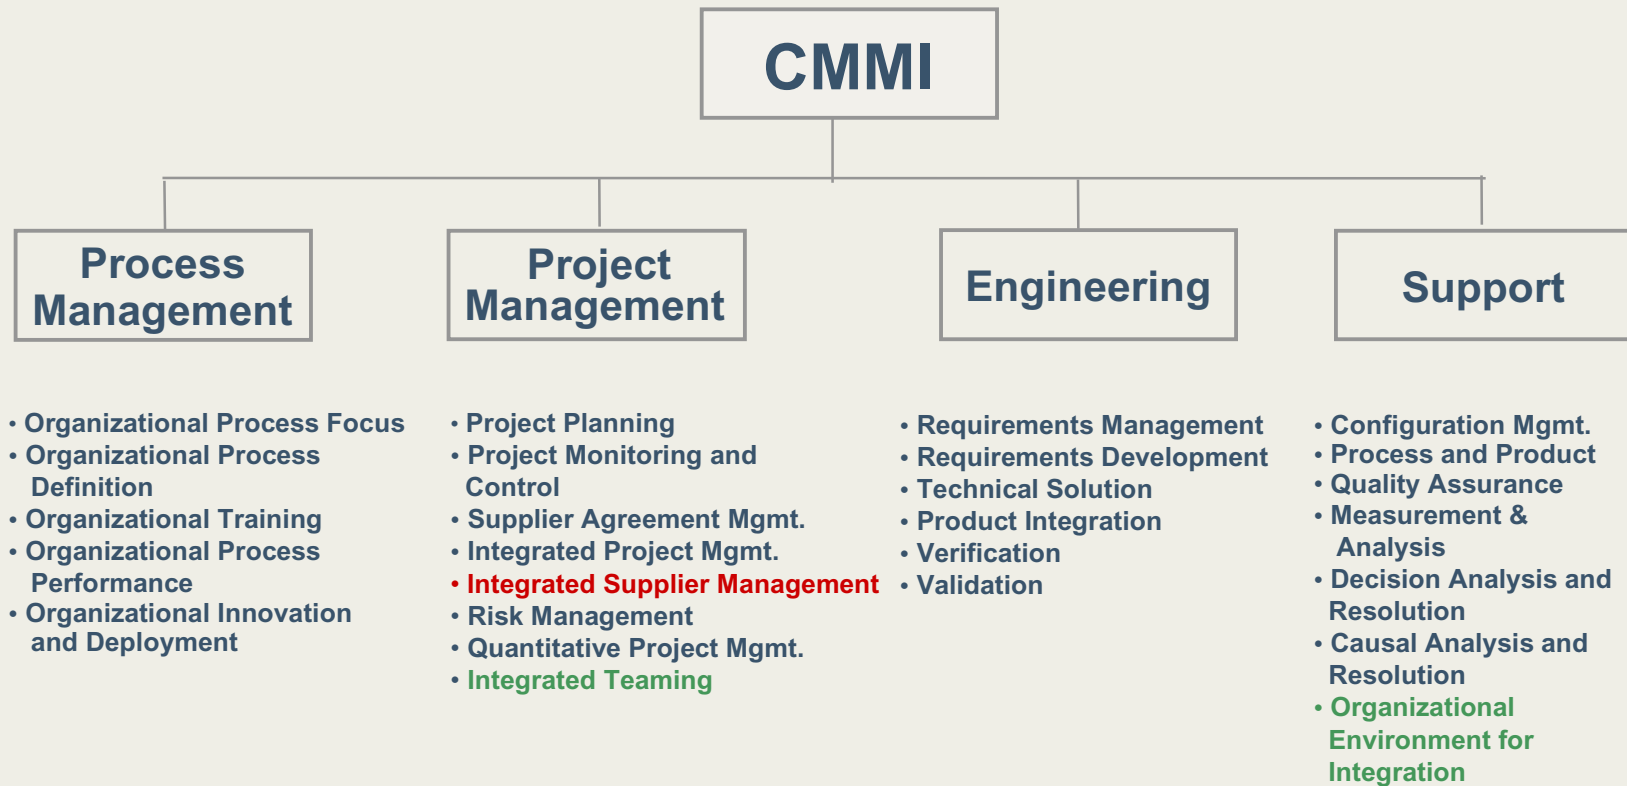 CMMI
Process
Management
Project
Management
Engineering
Support
• Organizational Process Focus
• Organizational Process
Definition
• Organizational Training
• Organizational Process
Performance
• Organizational Innovation
and Deployment
• Project Planning
• Project Monitoring and
Control
• Supplier Agreement Mgmt.
• Integrated Project Mgmt.
• Integrated Supplier Management
• Risk Management
• Quantitative Project Mgmt.
• Integrated Teaming
• Requirements Management
• Requirements Development
• Technical Solution
• Product Integration
• Verification
• Validation
• Configuration Mgmt.
• Process and Product
• Quality Assurance
• Measurement &
Analysis
• Decision Analysis and
Resolution
• Causal Analysis and
Resolution
• Organizational
Environment for
Integration